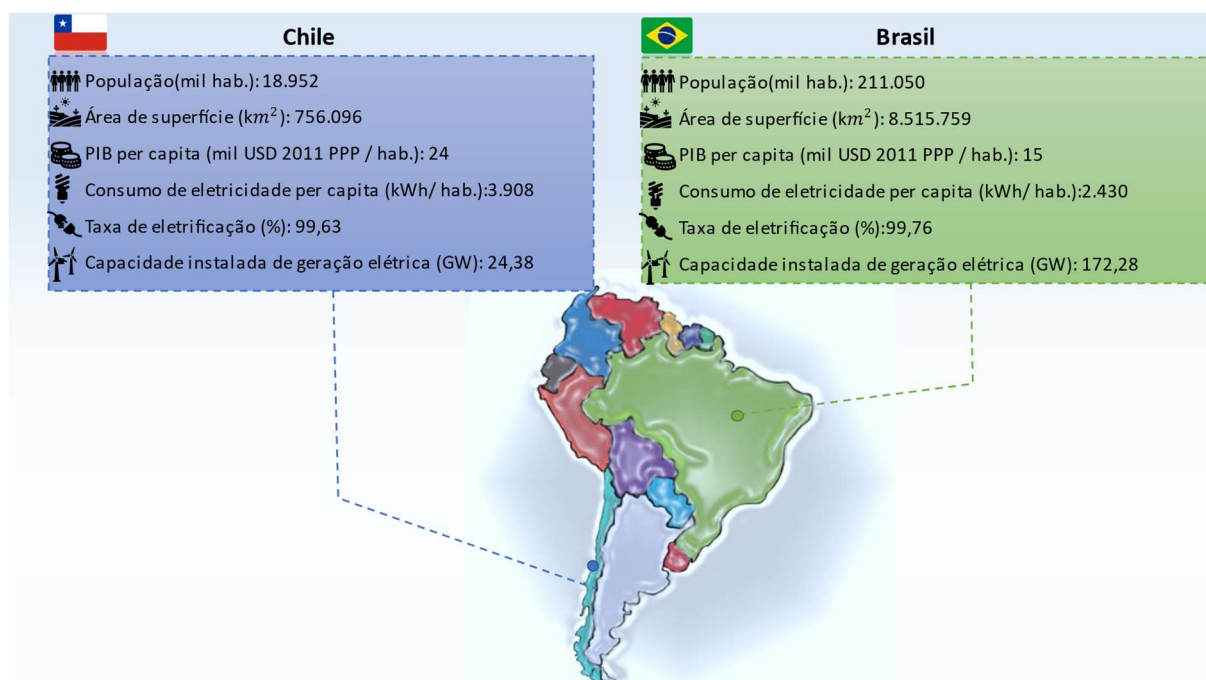 Chile
População(mil hab.): 18.952
Área de superfície (km²): 756.096
PIB per capita (mil USD 2011 PPP / hab.): 24
Consumo de eletricidade per capita (kWh/ hab.):3.908
Taxa de eletrificação (%): 99,63
Capacidade instalada de geração elétrica (GW): 24,38
Brasil
População(mil hab.): 211.050
Área de superfície (km²): 8.515.759
PIB per capita (mil USD 2011 PPP / hab.): 15
Consumo de eletricidade per capita (kWh/ hab.):2.430
Taxa de eletrificação (%):99,76
Capacidade instalada de geração elétrica (GW): 172,28